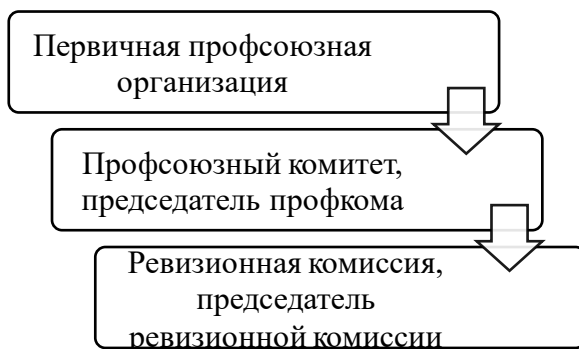 Первичная профсоюзная
организация
Профсоюзный комитет,
председатель профкома
Ревизионная комиссия,
председатель
ревизионной комиссии